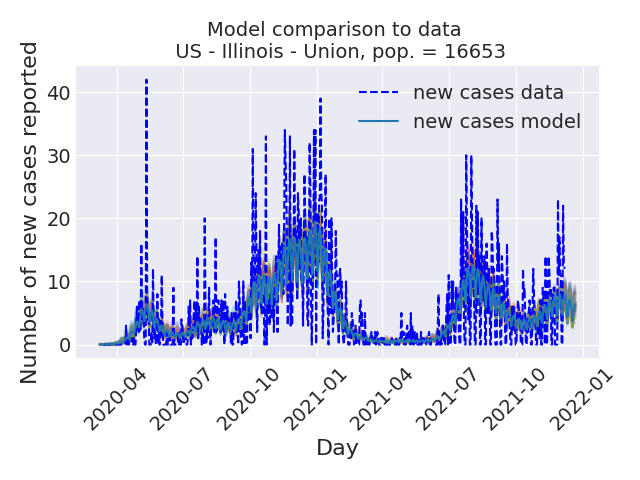 Model comparison to data
US - Illinois - Union, pop. = 16653
Number of new cases reported
40
30
20
10
0
new cases data
new cases model
2020-04
2020-07
2020-10
2021-01
2021-04
2021-07
2021-10
2022-01
Day